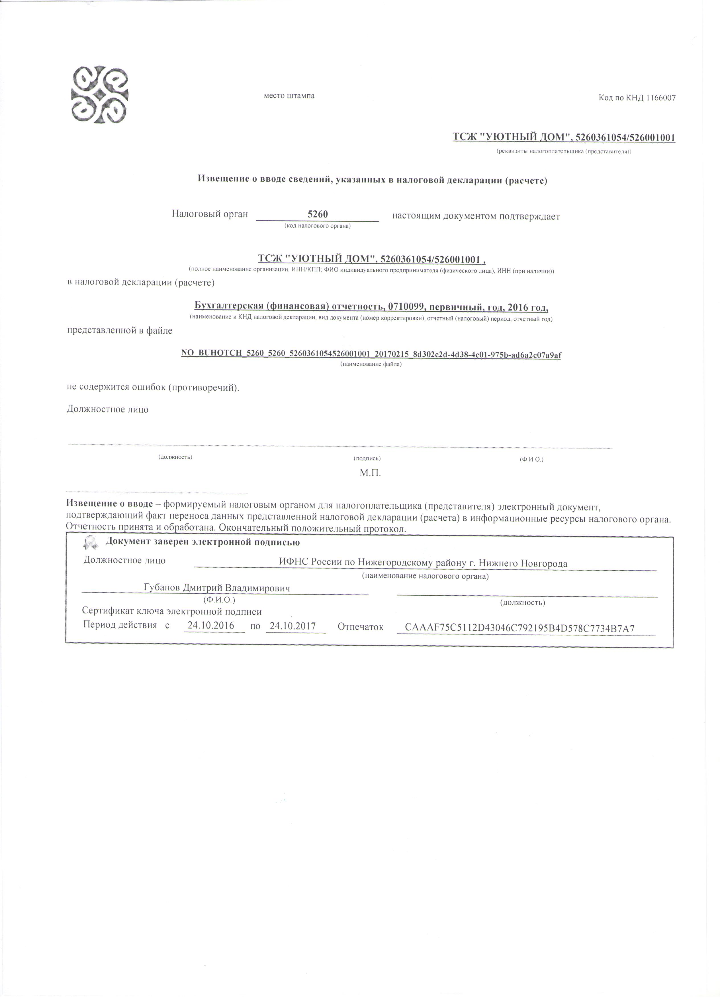 место штампа
Код по КНД 1166007
ТСЖ "УЮТНЫЙ ДОМ", 5260361054/526001001
(реквизиты налогоплательщика (представителя))
Извещение о вводе сведений, указанных в налоговой декларации (расчете)
Налоговый орган 5260 настоящим документом подтверждает
(код налогового органа)
ТСЖ "УЮТНЫЙ ДОМ", 5260361054/526001001 ,
(полное наименование организации, ИНН/КПП; ФИО индивидуального предпринимателя (физического лица), ИНН (при наличии))
в налоговой декларации (расчете)
Бухгалтерская (финансовая) отчетность, 0710099, первичный, год, 2016 год,
(наименование и КНД налоговой декларации, вид документа (номер корректировки), отчетный (налоговый) период, отчетный год)
представленной в файле
NO_BUHOTCH_5260_5260_5260361054526001001_20170215_8d302c2d-4d38-4c01-975b-ad6a2c07a9af
(наименование файла)
не содержится ошибок (противоречий).
Должностное лицо
(должность) (подпись) (Ф.И.О.)
М.П.
Извещение о вводе – формируемый налоговым органом для налогоплательщика (представителя) электронный документ,
подтверждающий факт переноса данных представленной налоговой декларации (расчета) в информационные ресурсы налогового органа.
Отчетность принята и обработана. Окончательный положительный протокол.
Документ заверен электронной подписью
Должностное лицо ИФНС России по Нижегородскому району г. Нижнего Новгорода
(наименование налогового органа)
Губанов Дмитрий Владимирович
(Ф.И.О.) (должность)
Сертификат ключа электронной подписи
Период действия с 24.10.2016 по 24.10.2017 Отпечаток CAAAF75C5112D43046C792195B4D578C7734B7A7